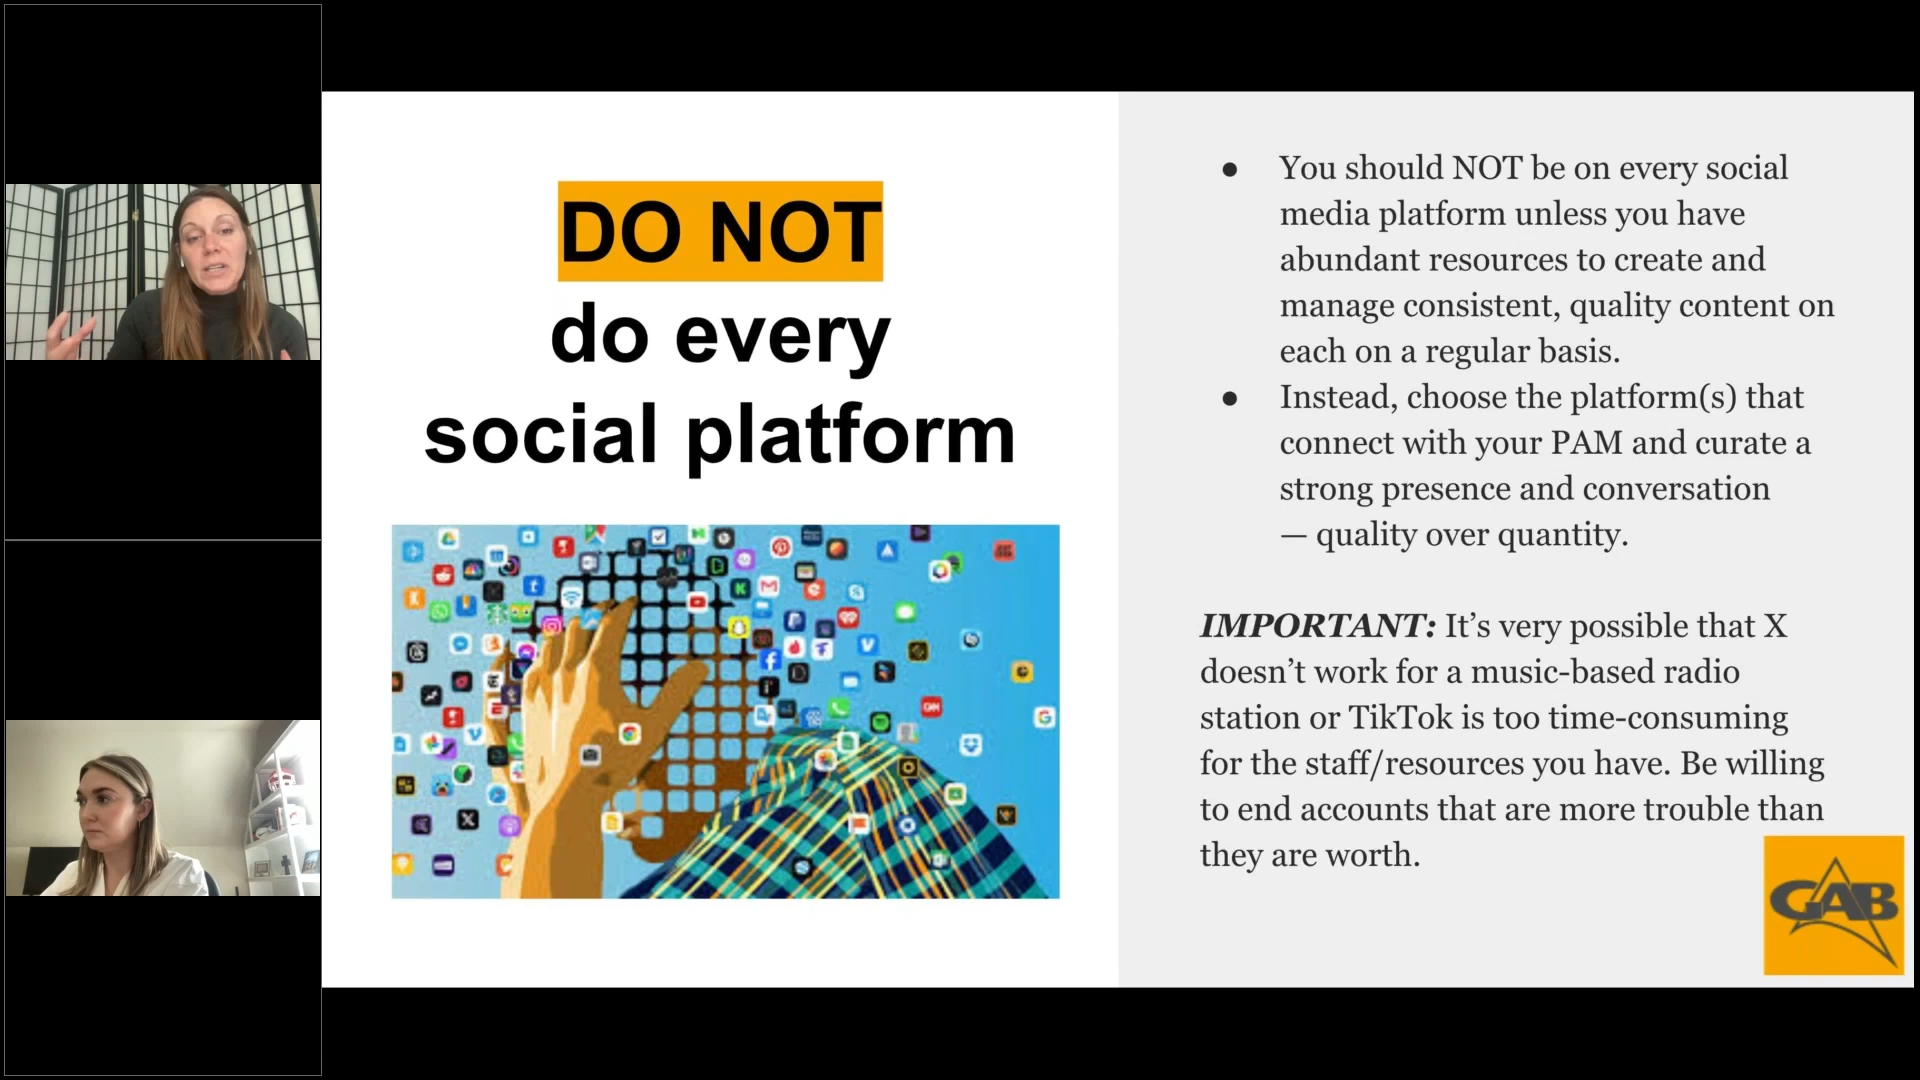 DO NOT
do every
social platform
● You should NOT be on every social
media platform unless you have
abundant resources to create and
manage consistent, quality content on
each on a regular basis.
● Instead, choose the platform(s) that
connect with your PAM and curate a
strong presence and conversation
— quality over quantity.
IMPORTANT: It’s very possible that X
doesn’t work for a music-based radio
station or TikTok is too time-consuming
for the staff/resources you have. Be willing
to end accounts that are more trouble than
they are worth.
GAB